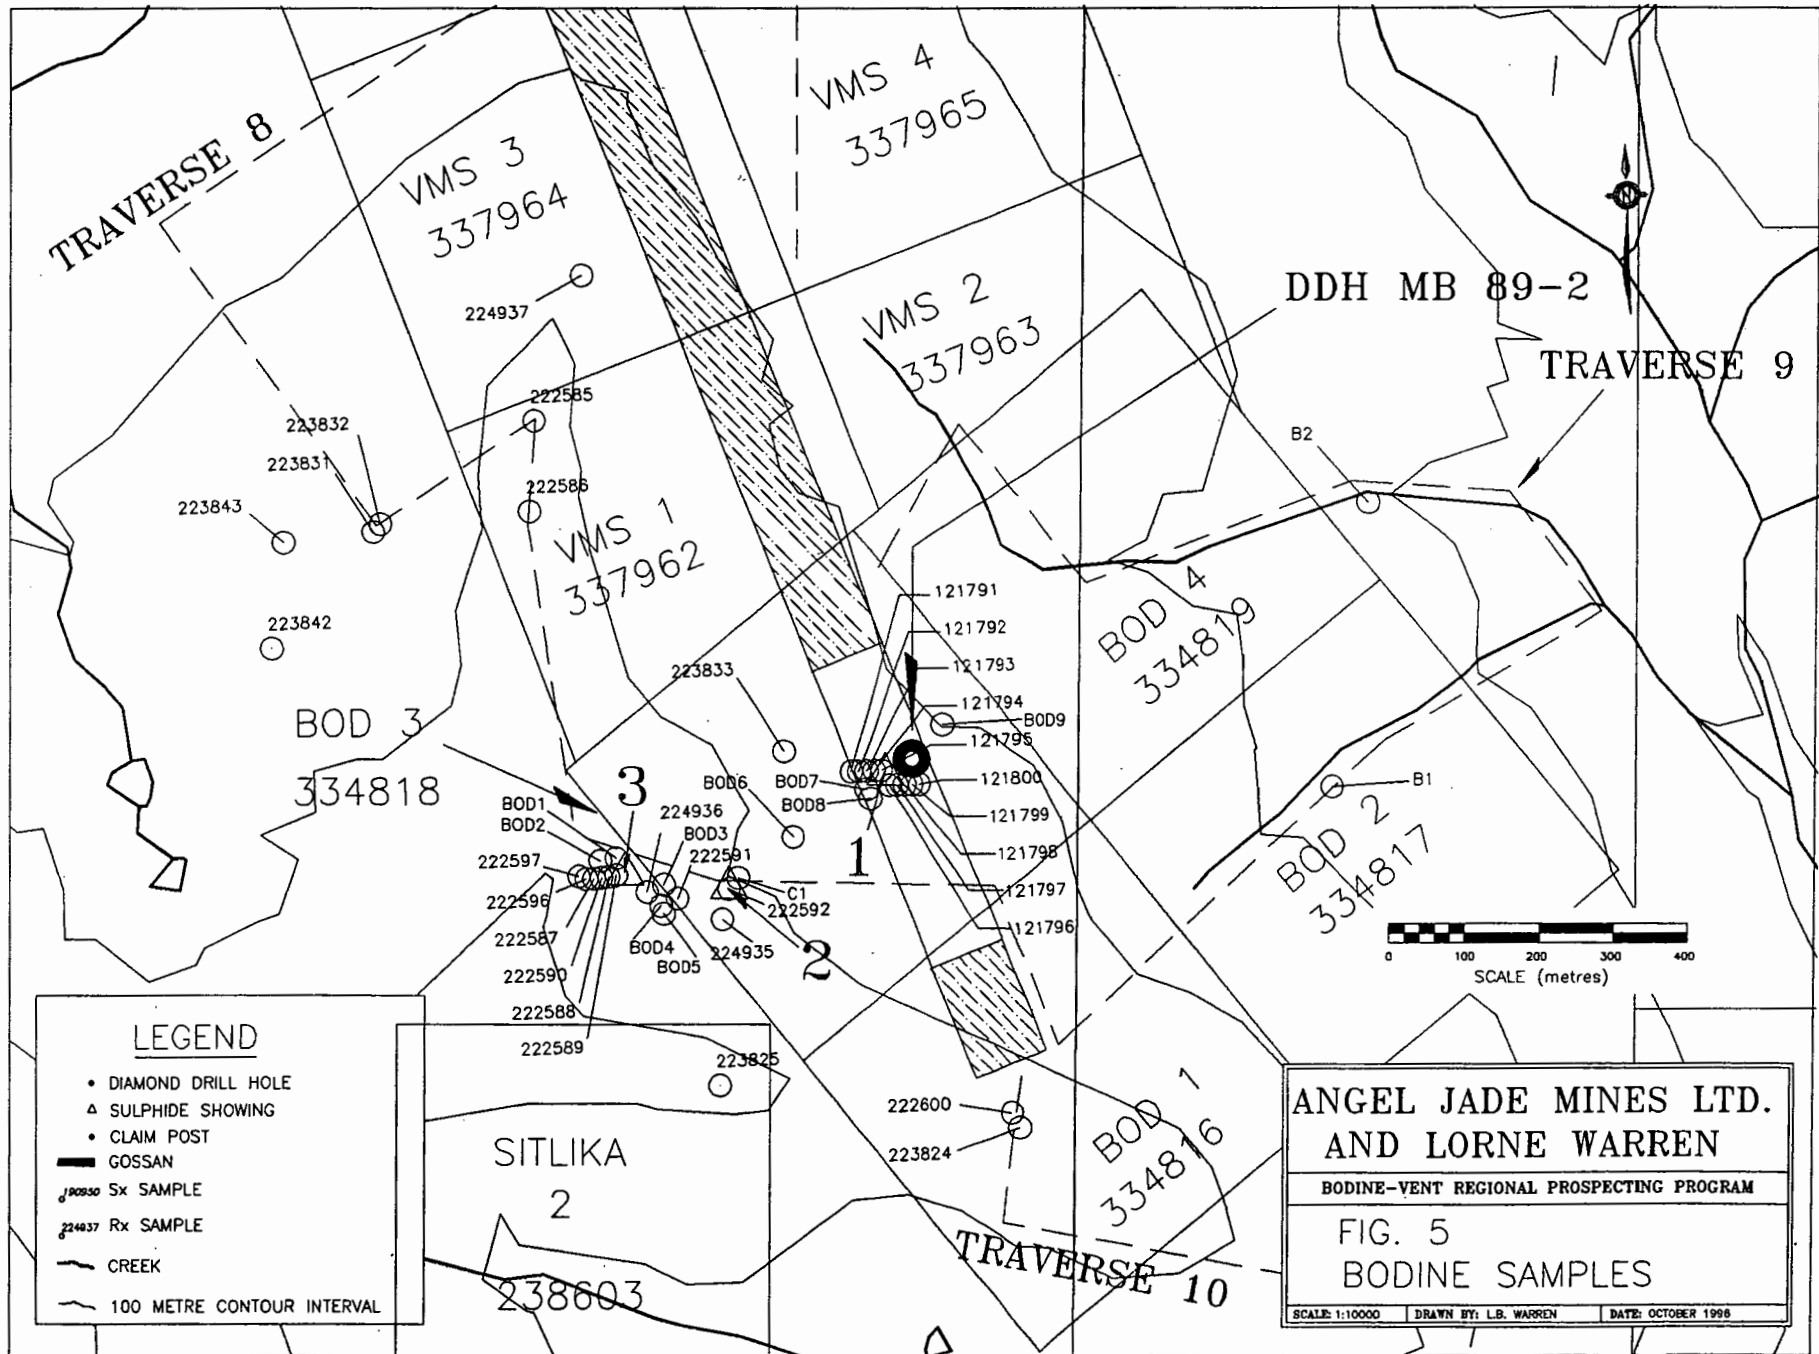 TRAVERSE 8
VMS 3
337964
VMS 4
337965
224937
VMS 2
337963
N
DDH MB 89-2
TRAVERSE 9
222585
223832
223831
223843
222586
VMS 1
337962
B2
223842
223833
121791
121792
121793
121794
BOD9
121795
BOD 4
334819
BOD 3
334818
3
BOD1
BOD2
224936
BOD3
222591
BOD6
BOD7
BOD8
121800
121799
121798
121797
121796
B1
1
BOD 2
334817
222597
222596
222587
222590
222588
222589
BOD4
BOD5
224935
C1
222592
2
0 100 200 300 400
SCALE (metres)
LEGEND
DIAMOND DRILL HOLE
SULPHIDE SHOWING
CLAIM POST
GOSSAN
190950 Sx SAMPLE
224937 Rx SAMPLE
CREEK
100 METRE CONTOUR INTERVAL
223825
SITLIKA
2
238603
222600
223824
BOD 1
334816
TRAVERSE 10
ANGEL JADE MINES LTD.
AND LORNE WARREN
BODINE-VENT REGIONAL PROSPECTING PROGRAM
FIG. 5
BODINE SAMPLES
SCALE: 1:10000 DRAWN BY: L.B. WARREN DATE: OCTOBER 1996